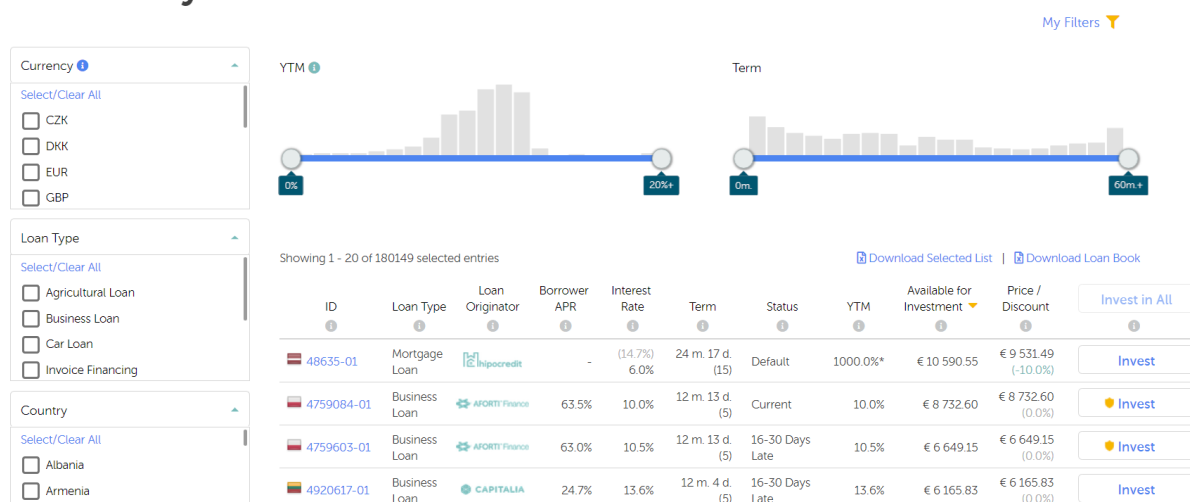 My Filters
Currency
Select/Clear All
CZK
DKK
EUR
GBP
YTM
0%
20%+
Term
0m.
60m.+
Loan Type
Select/Clear All
Agricultural Loan
Business Loan
Car Loan
Invoice Financing
Country
Select/Clear All
Albania
Armenia
Showing 1 - 20 of 180149 selected entries
Download Selected List | Download Loan Book
ID Loan Type Loan Originator Borrower APR Interest Rate Term Status YTM Available for Investment Price / Discount Invest in All
48635-01 Mortgage Loan hipocredit - (14.7%) 6.0% 24 m. 17 d. (15) Default 1000.0%* € 10 590.55 € 9 531.49 (-10.0%) Invest
4759084-01 Business Loan AFORTI Finance 63.5% 10.0% 12 m. 13 d. (5) Current 10.0% € 8 732.60 € 8 732.60 (0.0%) Invest
4759603-01 Business Loan AFORTI Finance 63.0% 10.5% 12 m. 13 d. (5) 16-30 Days Late 10.5% € 6 649.15 € 6 649.15 (0.0%) Invest
4920617-01 Business Loan CAPITALIA 24.7% 13.6% 12 m. 4 d. (5) 16-30 Days Late 13.6% € 6 165.83 € 6 165.83 (0.0%) Invest